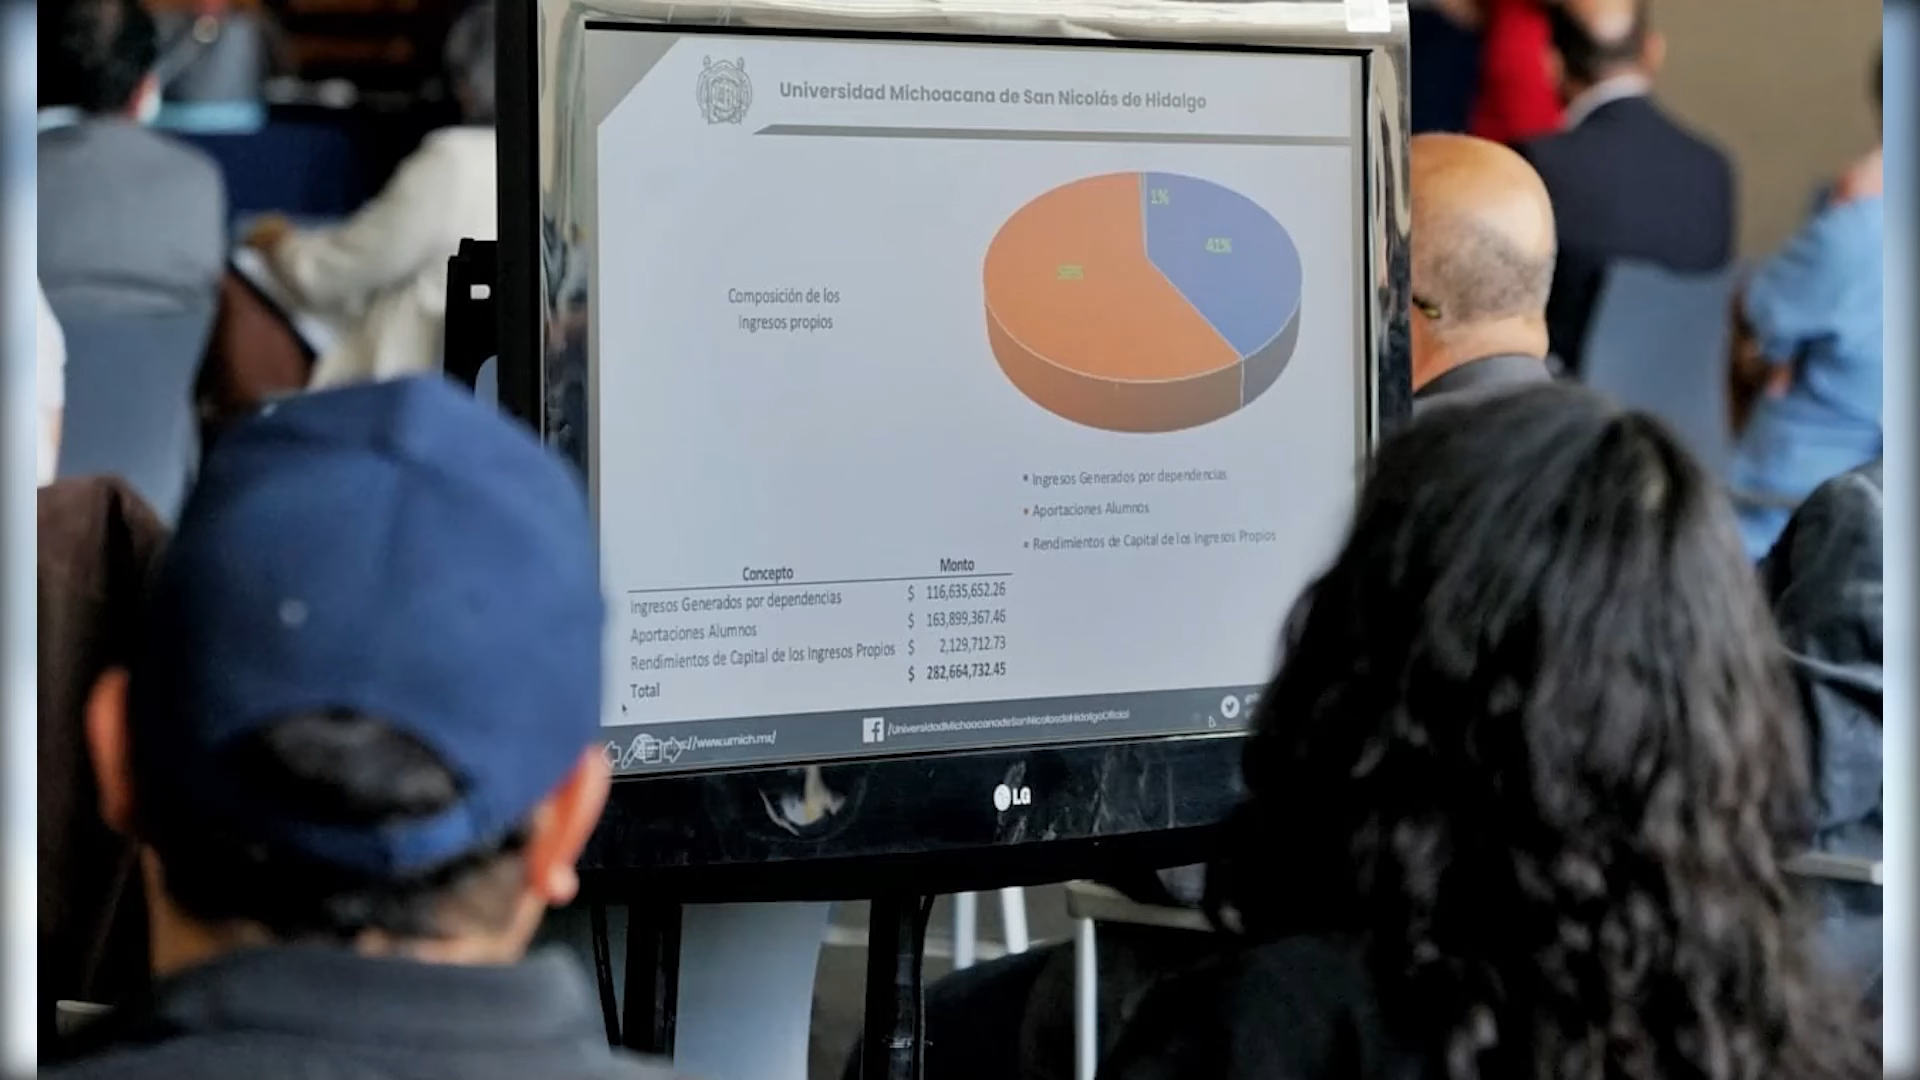 Universidad Michoacana de San Nicolás de Hidalgo
1%
41%
58%
Composición de los
Ingresos propios
Ingresos Generados por dependencias
Aportaciones Alumnos
Rendimientos de Capital de los Ingresos Propios
Concepto Monto
Ingresos Generados por dependencias $ 116,635,652.26
Aportaciones Alumnos $ 163,899,367.46
Rendimientos de Capital de los Ingresos Propios $ 2,129,712.73
Total $ 282,664,732.45
//www.umich.mx/
/UniversidadMichoacanadeSanNicolasdeHidalgoOficial
LG